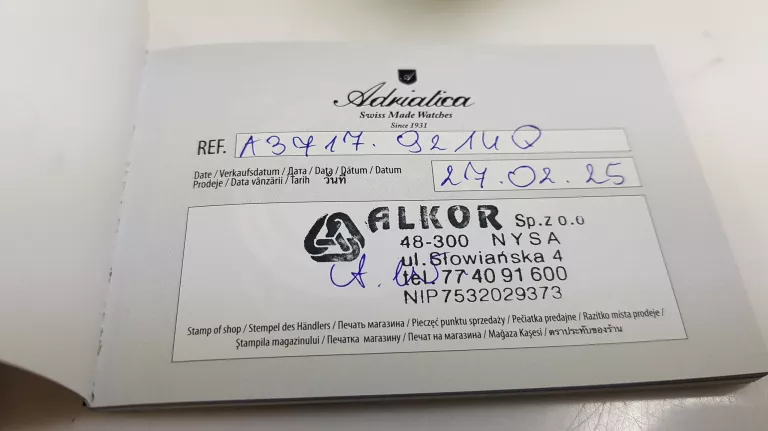 Adriatica
Swiss Made Watches
Since 1931
REF. A3717.9214Q
Date / Verkaufsdatum / Дата / Data / Dátum / Datum
Prodeje / Data vânzării / Tarih วันที่
27.02.25
ALKOR Sp.z o.o
48-300 NYSA
ul.Słowiańska 4
tel. 77 40 91 600
NIP7532029373
Stamp of shop / Stempel des Händlers / Печать магазина / Pieczęć punktu sprzedaży / Pečiatka predajne / Razítko místa prodeje /
Ştampila magazinului / Печатка магазину / Печат на магазина / Mağaza Kaşesi / ตราประทับของร้าน